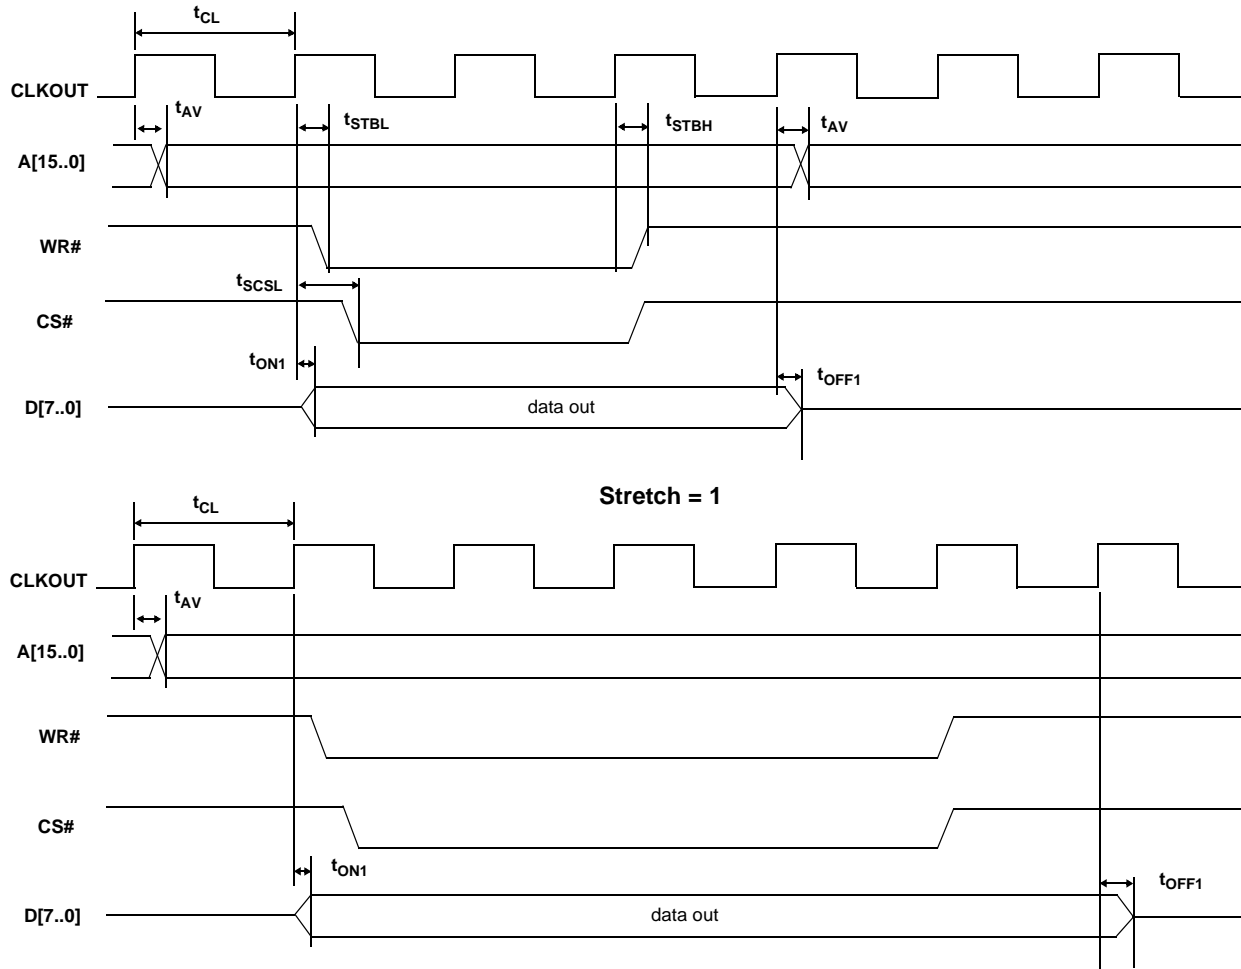 tCL
CLKOUT
tAV
tSTBL
tSTBH
tAV
A[15..0]
WR#
tSCSL
CS#
tON1
tOFF1
D[7..0]
data out
Stretch = 1
tCL
CLKOUT
tAV
A[15..0]
WR#
CS#
tON1
tOFF1
D[7..0]
data out